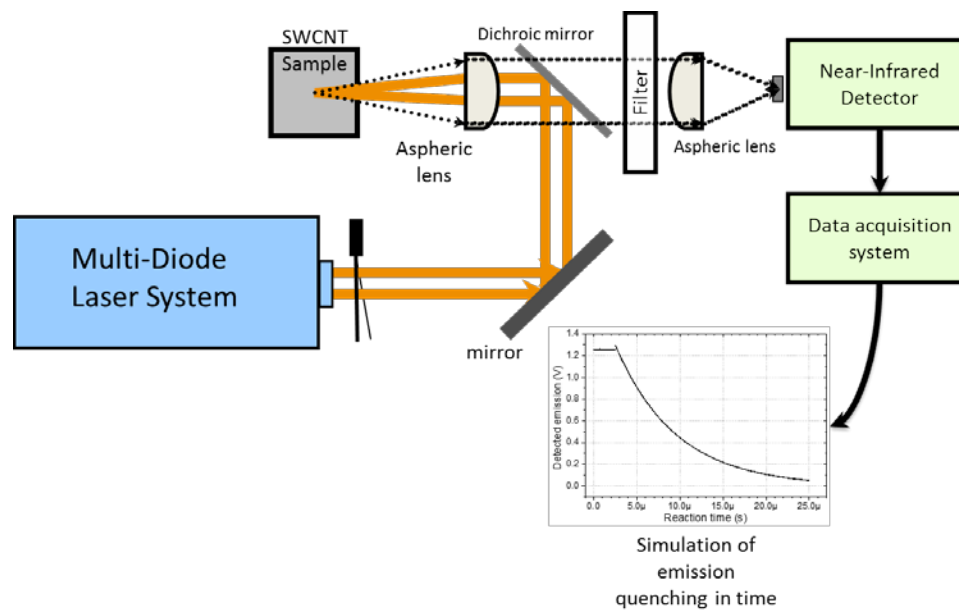 SWCNT
Sample
Dichroic mirror
Filter
Near-Infrared
Detector
Aspheric
lens
Aspheric lens
Data acquisition
system
Multi-Diode
Laser System
mirror
Detected emission (V)
1.4
1.2
1.0
0.8
0.6
0.4
0.2
0.0
0.0 5.0µ 10.0µ 15.0µ 20.0µ 25.0µ
Reaction time (s)
Simulation of
emission
quenching in time